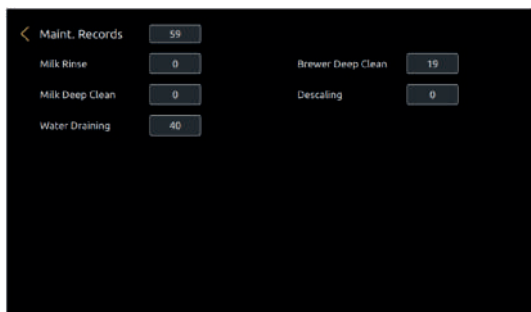 Maint. Records 59
Milk Rinse 0 Brewer Deep Clean 19
Milk Deep Clean 0 Descaling 0
Water Draining 40